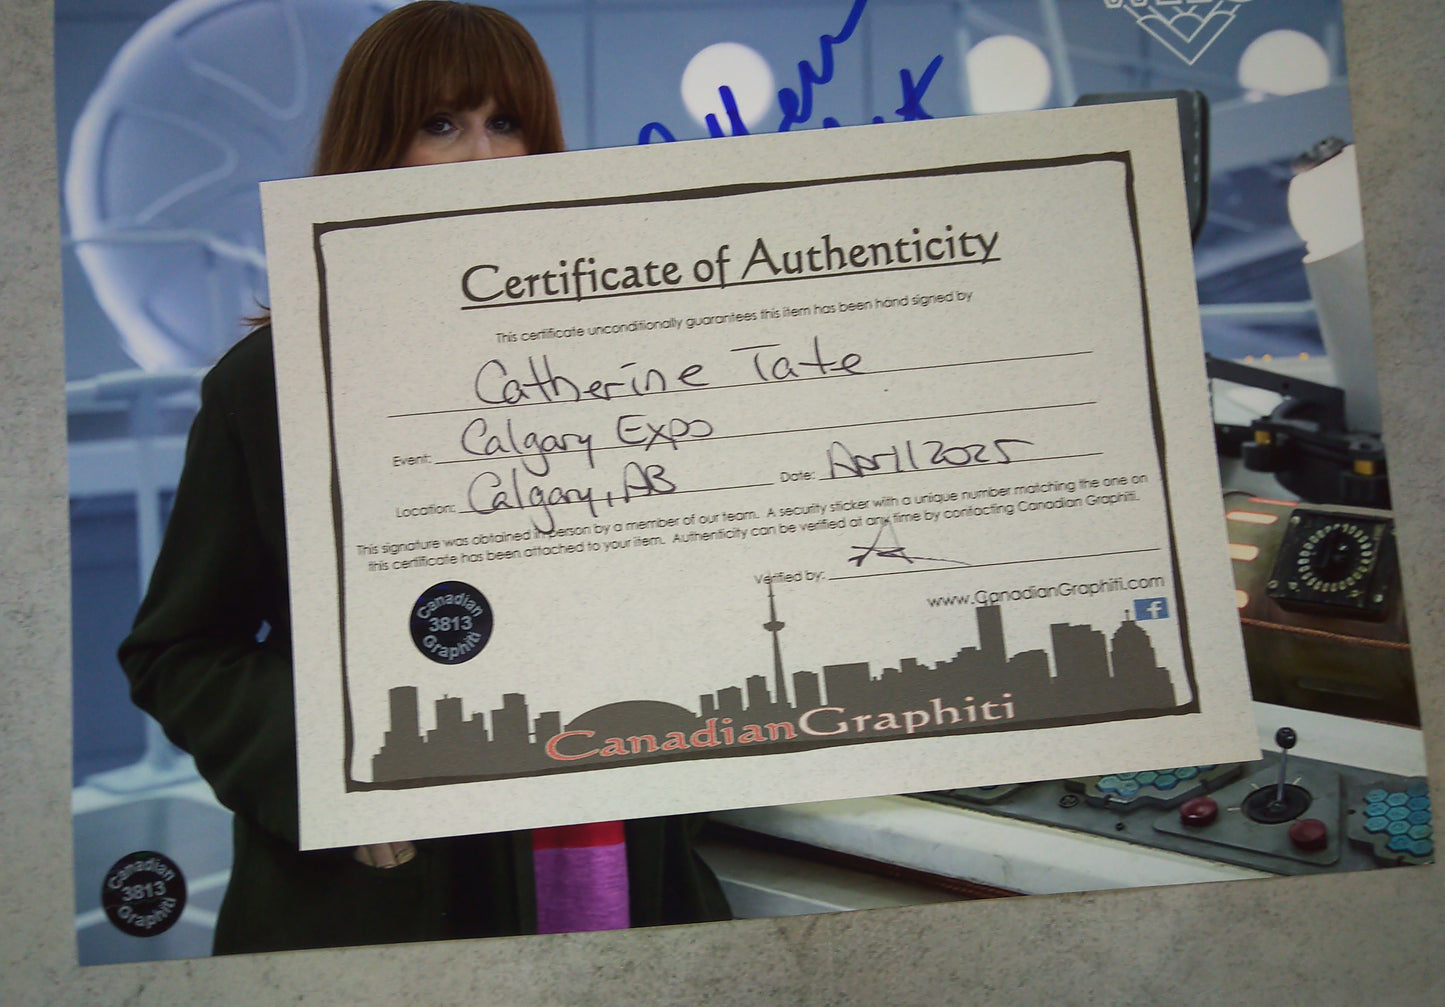 Certificate of Authenticity
This certificate unconditionally guarantees this item has been hand signed by
Catherine Tate
Event: Calgary Expo
Location: Calgary, AB Date: April 2025
This signature was obtained in person by a member of our team. A security sticker with a unique number matching the one on
this certificate has been attached to your item. Authenticity can be verified at any time by contacting Canadian Graphiti.
Verified by:
www.CanadianGraphiti.com
f
Canadian
3813
Graphiti
CanadianGraphiti
Canadian
3813
Graphiti